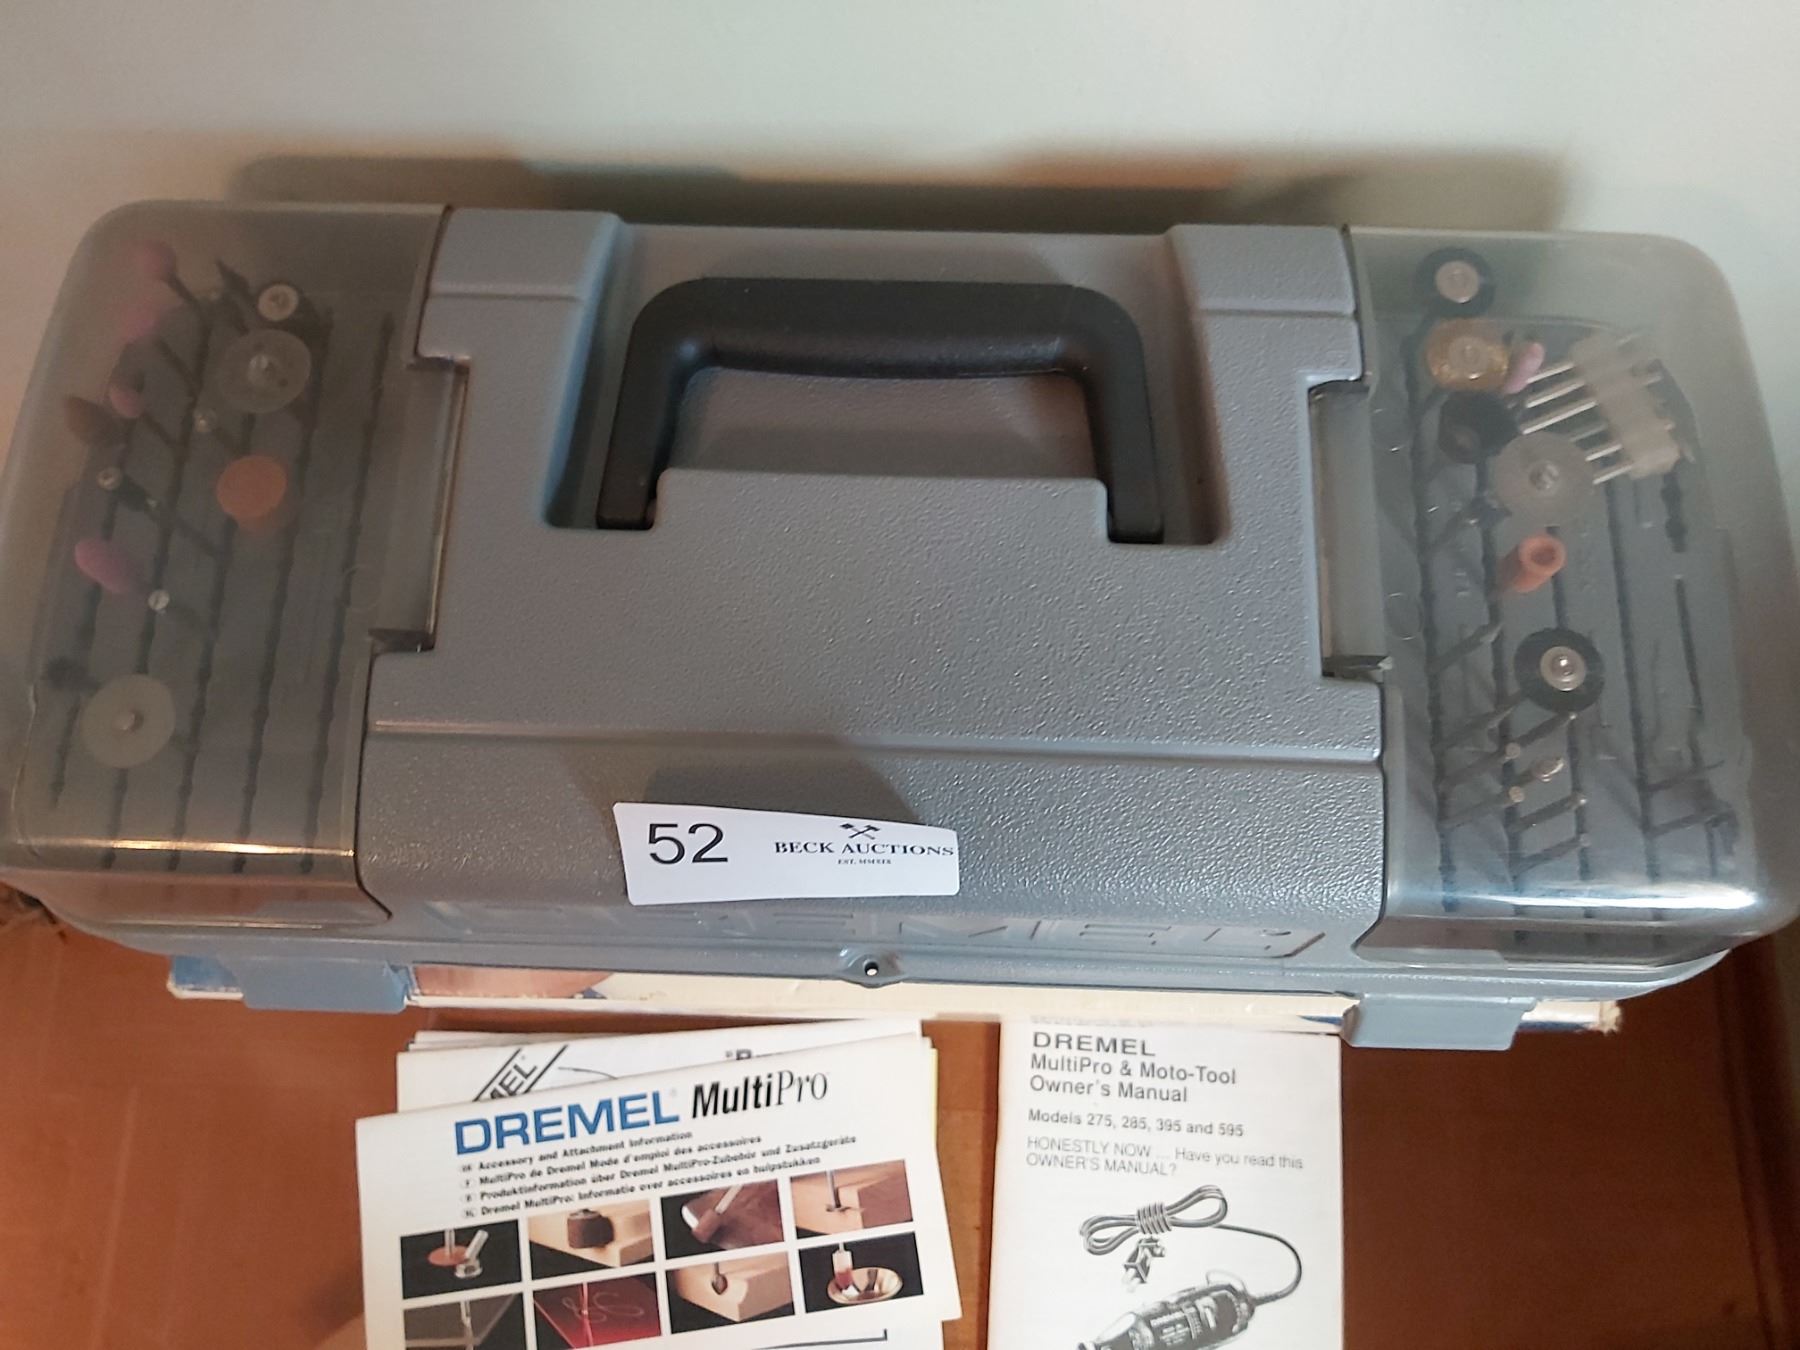 52
BECK AUCTIONS
EST. MMXIX
DREMEL
DREMEL MultiPro
Accessory and Attachment Information
MultiPro de Dremel Mode d'emploi des accessoires
Produktinformation über Dremel MultiPro-Zubehör und Zusatzgeräte
Dremel MultiPro: Informatie over accessoires en hulpstukken
DREMEL
MultiPro & Moto-Tool
Owner's Manual
Models 275, 285, 395 and 595
HONESTLY NOW ... Have you read this
OWNER'S MANUAL?